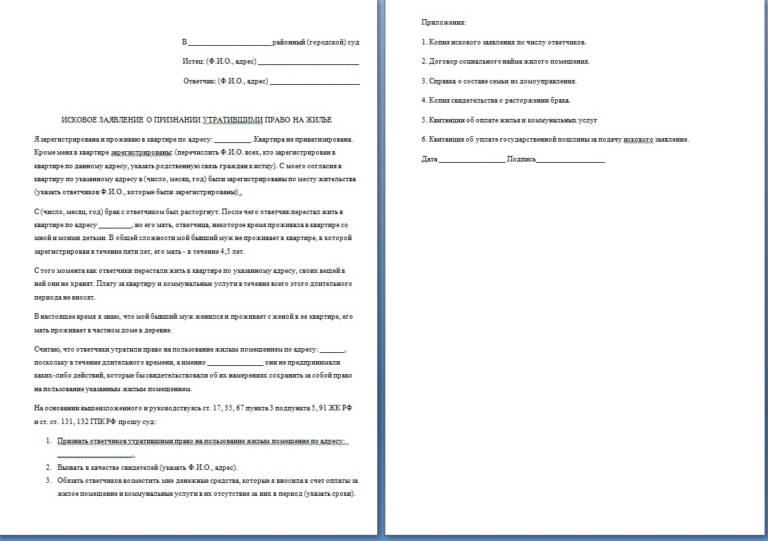 В ________________________районный (городской) суд
Истец: (Ф.И.О., адрес) ____________________________
Ответчик: (Ф.И.О., адрес) _________________________
ИСКОВОЕ ЗАЯВЛЕНИЕ О ПРИЗНАНИИ УТРАТИВШИМИ ПРАВО НА ЖИЛЬЕ
Я зарегистрирована и проживаю в квартире по адресу: __________. Квартира не приватизирована.
Кроме меня в квартире зарегистрированы: (перечислить Ф.И.О. всех, кто зарегистрирован в
квартире по данному адресу, указать родственную связь граждан к истцу). С моего согласия в
квартиру по указанному адресу в (число, месяц, год) были зарегистрированы по месту жительства
(указать ответчиков Ф.И.О., которые были зарегистрированы).
С (число, месяц, год) брак с ответчиком был расторгнут. После чего ответчик перестал жить в
квартире по адресу _________, но его мать, ответчица, некоторое время проживала в квартире со
мной и моими детьми. В общей сложности мой бывший муж не проживает в квартире, в которой
зарегистрирован в течение пяти лет, его мать - в течение 4,5 лет.
С того момента как ответчики перестали жить в квартире по указанному адресу, своих вещей в
ней они не хранят. Плату за квартиру и коммунальные услуги в течение всего этого длительного
периода не вносят.
В настоящее время я знаю, что мой бывший муж женился и проживает с женой в ее квартире, его
мать проживает в частном доме в деревне.
Считаю, что ответчики утратили право на пользование жилым помещением по адресу: _______,
поскольку в течение длительного времени, а именно ________________ они не предпринимали
каких-либо действий, которые бы свидетельствовали об их намерениях сохранить за собой право
на пользование указанным жилым помещением.
На основании вышеизложенного и руководствуясь ст. 17, 35, 67 пункта 3 подпункта 5, 91 ЖК РФ
и ст. ст. 131, 132 ГПК РФ прошу суд:
1. Признать ответчиков утратившими право на пользование жилым помещение по адресу:
______________________.
2. Вызвать в качестве свидетелей (указать Ф.И.О., адрес).
3. Обязать ответчиков возместить мне денежные средства, которые я вносила в счет оплаты за
жилое помещение и коммунальные услуги в их отсутствие за них в период (указать сроки).
Приложения:
1. Копия искового заявления по числу ответчиков.
2. Договор социального найма жилого помещения.
3. Справка о составе семьи из домоуправления.
4. Копия свидетельства о расторжении брака.
5. Квитанции об оплате жилья и коммунальных услуг
6. Квитанция об уплате государственной пошлины за подачу искового заявления.
Дата ___________________ Подпись____________________